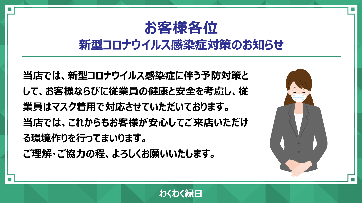 お客様各位
新型コロナウイルス感染症対策のお知らせ
当店では、新型コロナウイルス感染症に伴う予防対策と
して、お客様ならびに従業員の健康と安全を考慮し、従
業員はマスク着用で対応させていただいております。
当店では、これからもお客様が安心してご来店いただけ
る環境作りを行ってまいります。
ご理解・ご協力の程、よろしくお願いいたします。
わくわく縁日